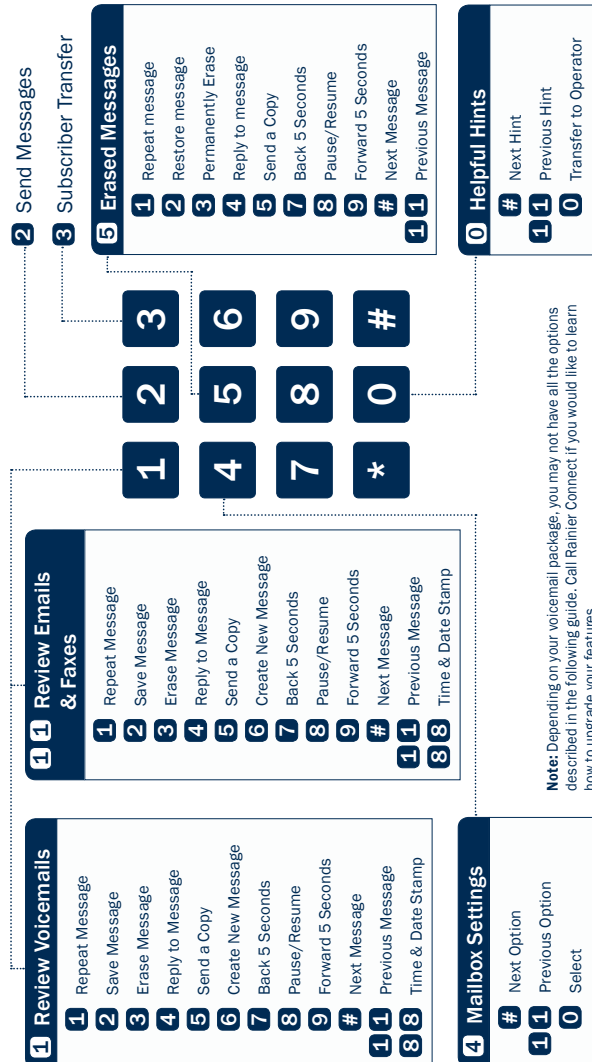 1 Review Voicemails
1 Repeat Message
2 Save Message
3 Erase Message
4 Reply to Message
5 Send a Copy
6 Create New Message
7 Back 5 Seconds
8 Pause/Resume
9 Forward 5 Seconds
# Next Message
1 1 Previous Message
8 8 Time & Date Stamp
1 1 Review Emails
& Faxes
1 Repeat Message
2 Save Message
3 Erase Message
4 Reply to Message
5 Send a Copy
6 Create New Message
7 Back 5 Seconds
8 Pause/Resume
9 Forward 5 Seconds
# Next Message
1 1 Previous Message
8 8 Time & Date Stamp
2 Send Messages
3 Subscriber Transfer
1 2 3
4 5 6
7 8 9
* 0 #
5 Erased Messages
1 Repeat message
2 Restore message
3 Permanently Erase
4 Reply to message
5 Send a Copy
7 Back 5 Seconds
8 Pause/Resume
9 Forward 5 Seconds
# Next Message
1 1 Previous Message
4 Mailbox Settings
# Next Option
1 1 Previous Option
0 Select
Note: Depending on your voicemail package, you may not have all the options
described in the following guide. Call Rainier Connect if you would like to learn
how to upgrade your features
0 Helpful Hints
# Next Hint
1 1 Previous Hint
0 Transfer to Operator